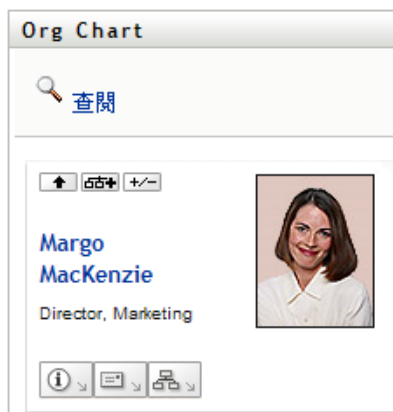 Org Chart
查閱
+/−
Margo
MacKenzie
Director, Marketing